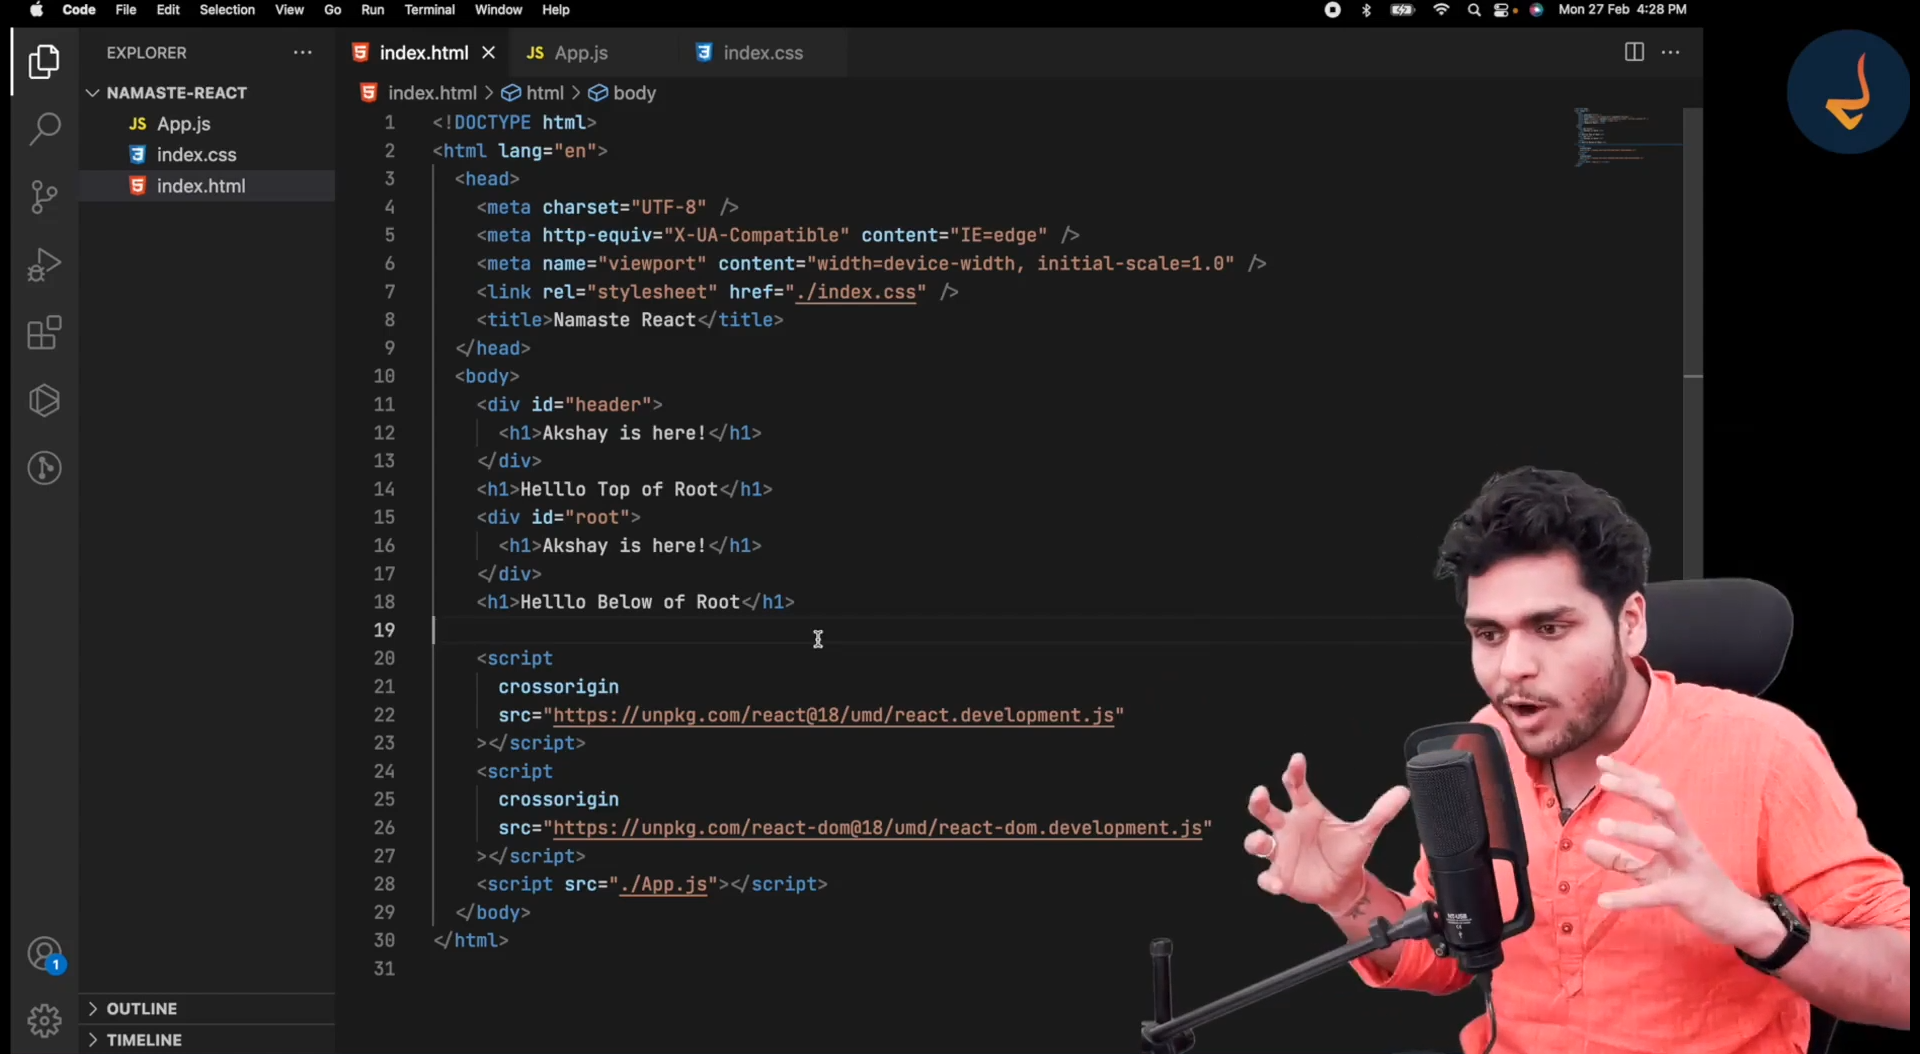 Code File Edit Selection View Go Run Terminal Window Help Mon 27 Feb 4:28 PM
EXPLORER ··· index.html JS App.js index.css ···
NAMASTE-REACT index.html > html > body
JS App.js
index.css
index.html
1 <!DOCTYPE html>
2 <html lang="en">
3 <head>
4 <meta charset="UTF-8" />
5 <meta http-equiv="X-UA-Compatible" content="IE=edge" />
6 <meta name="viewport" content="width=device-width, initial-scale=1.0" />
7 <link rel="stylesheet" href="./index.css" />
8 <title>Namaste React</title>
9 </head>
10 <body>
11 <div id="header">
12 <h1>Akshay is here!</h1>
13 </div>
14 <h1>Helllo Top of Root</h1>
15 <div id="root">
16 <h1>Akshay is here!</h1>
17 </div>
18 <h1>Helllo Below of Root</h1>
19
20 <script
21 crossorigin
22 src="https://unpkg.com/react@18/umd/react.development.js"
23 ></script>
24 <script
25 crossorigin
26 src="https://unpkg.com/react-dom@18/umd/react-dom.development.js"
27 ></script>
28 <script src="./App.js"></script>
29 </body>
30 </html>
31
1
OUTLINE
TIMELINE